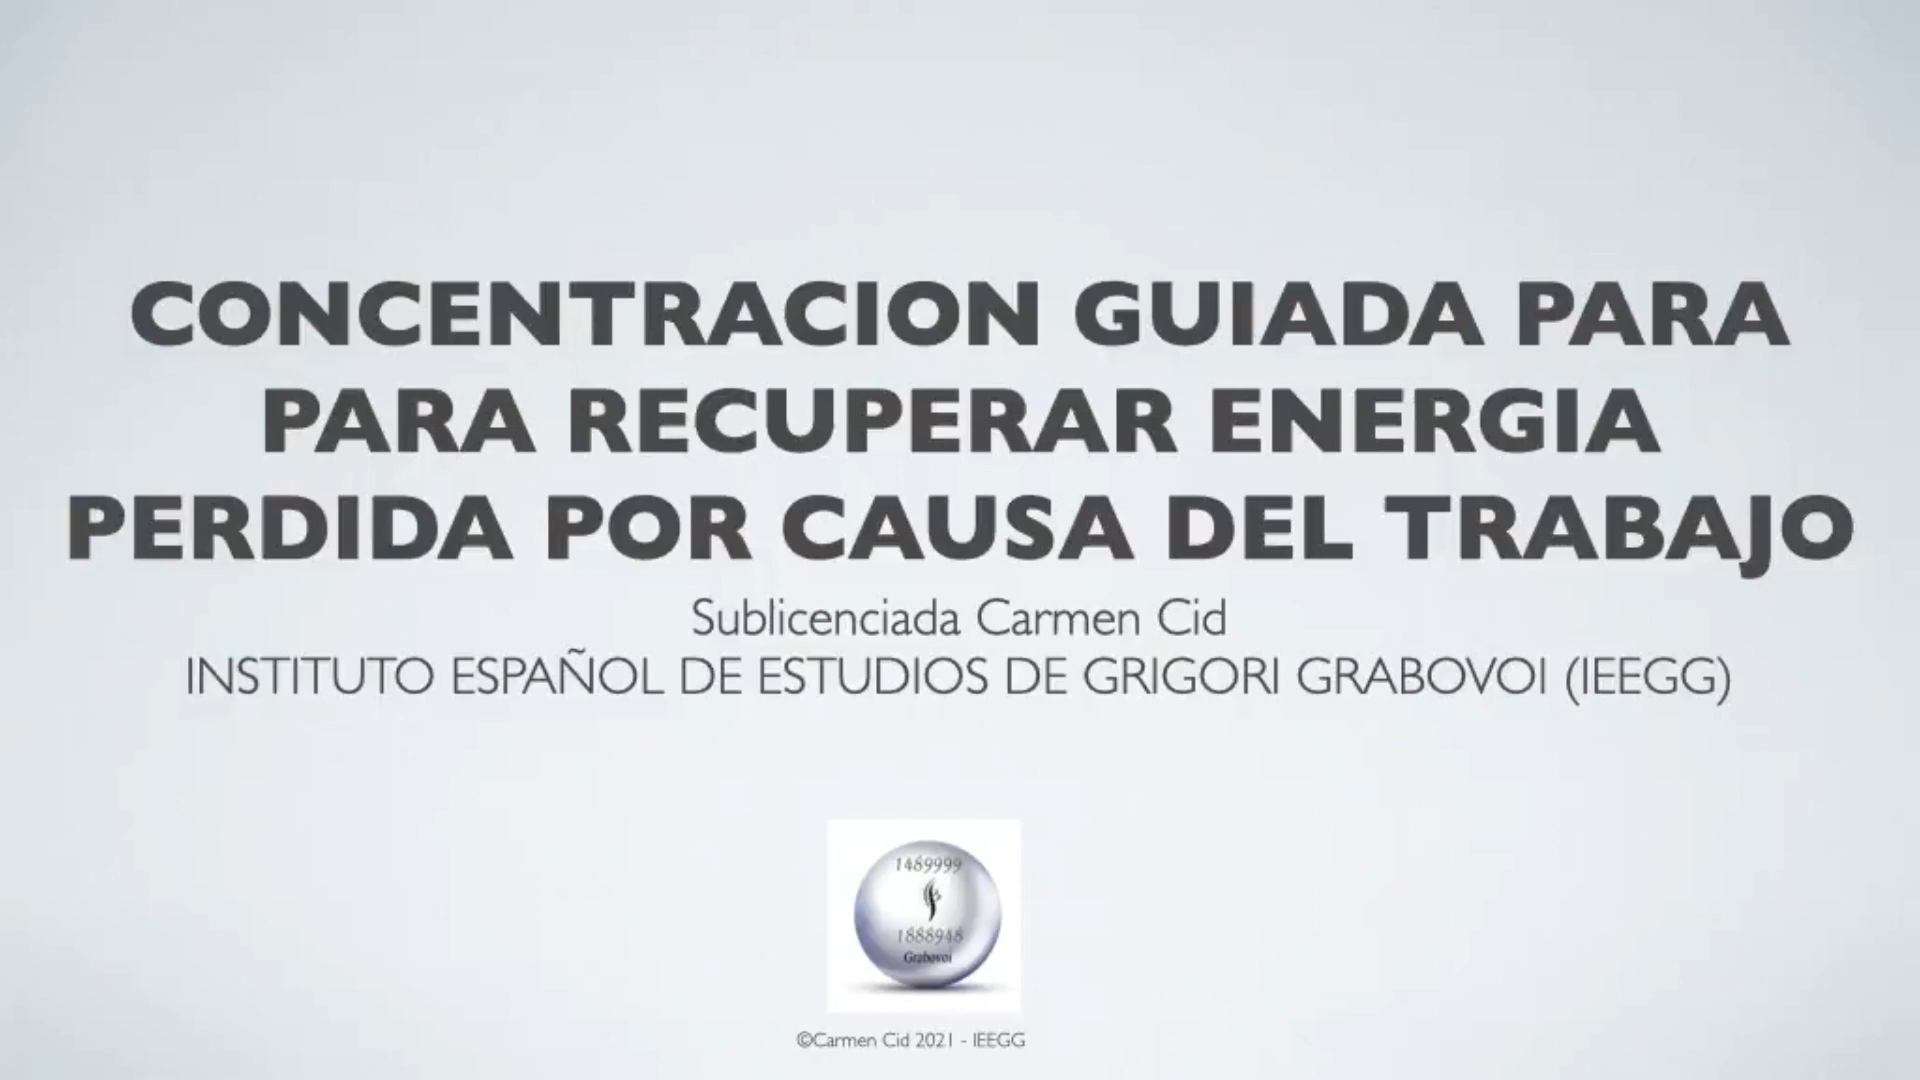 CONCENTRACION GUIADA PARA
PARA RECUPERAR ENERGIA
PERDIDA POR CAUSA DEL TRABAJO
Sublicenciada Carmen Cid
INSTITUTO ESPAÑOL DE ESTUDIOS DE GRIGORI GRABOVOI (IEEGG)
1489999
1888948
Grabovoi
©Carmen Cid 2021 - IEEGG